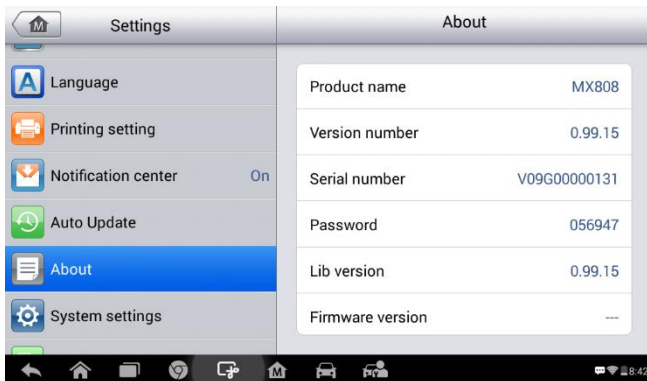 Settings
About
Language
Printing setting
Notification center On
Auto Update
About
System settings
Product name MX808
Version number 0.99.15
Serial number V09G00000131
Password 056947
Lib version 0.99.15
Firmware version ---
8:42